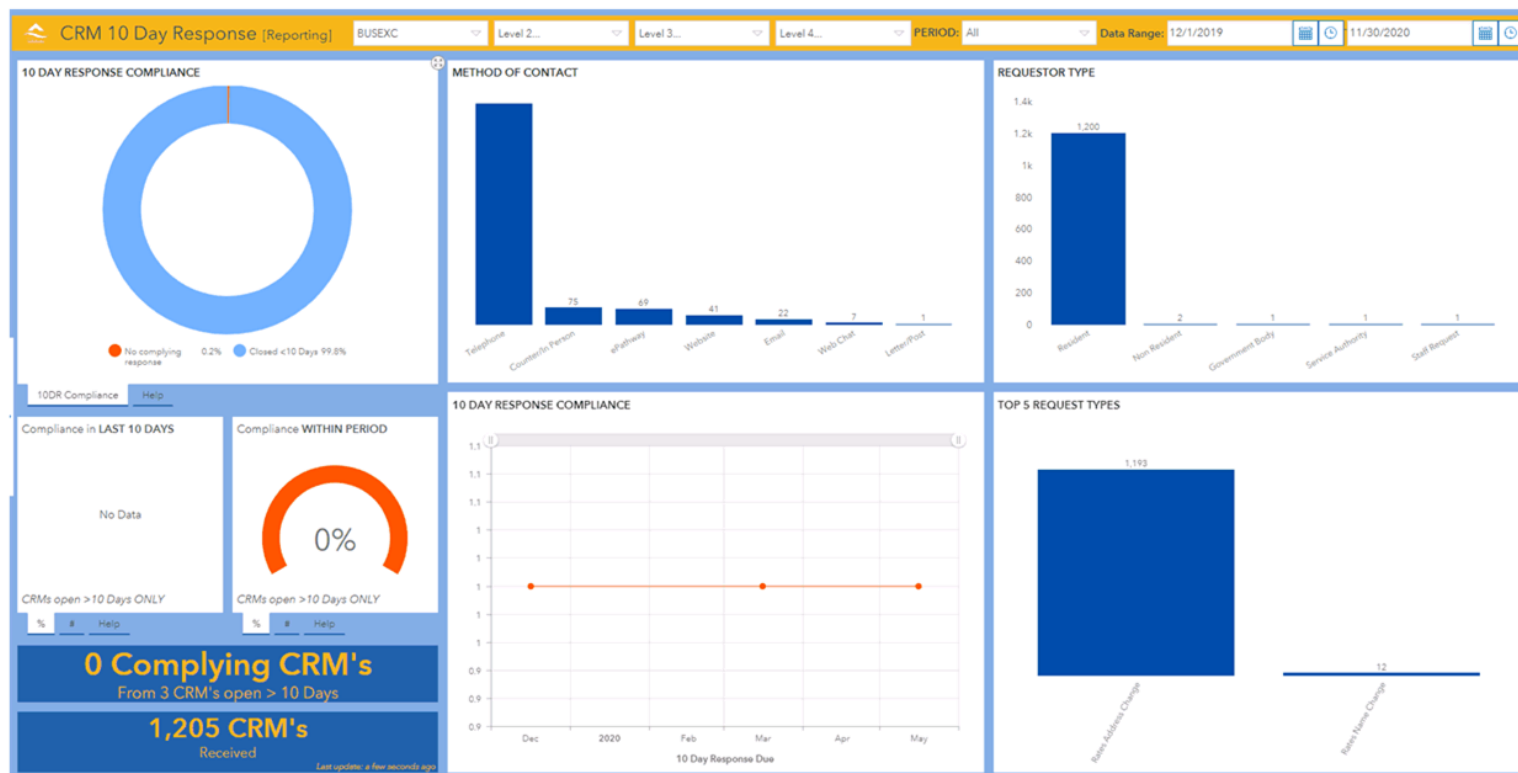 CRM 10 Day Response [Reporting]
BUSEXC
Level 2...
Level 3...
Level 4...
PERIOD: All
Data Range: 12/1/2019
11/30/2020
10 DAY RESPONSE COMPLIANCE
No complying response 0.2%
Closed <10 Days 99.8%
10DR Compliance
Help
METHOD OF CONTACT
75
69
41
22
7
1
Telephone
Counter/In Person
ePathway
Website
Email
Web Chat
Letter/Post
REQUESTOR TYPE
1.4k
1.2k
1k
800
600
400
200
0
1,200
2
1
1
1
Resident
Non Resident
Government Body
Service Authority
Staff Request
Compliance in LAST 10 DAYS
No Data
CRMs open >10 Days ONLY
%
#
Help
Compliance WITHIN PERIOD
0%
CRMs open >10 Days ONLY
%
#
Help
0 Complying CRM's
From 3 CRM's open > 10 Days
1,205 CRM's
Received
Last update: a few seconds ago
10 DAY RESPONSE COMPLIANCE
1.1
1.1
1.1
1
1
1
1
1
0.9
0.9
0.9
Dec
2020
Feb
Mar
Apr
May
10 Day Response Due
TOP 5 REQUEST TYPES
1,193
12
Rates Address Change
Rates Name Change